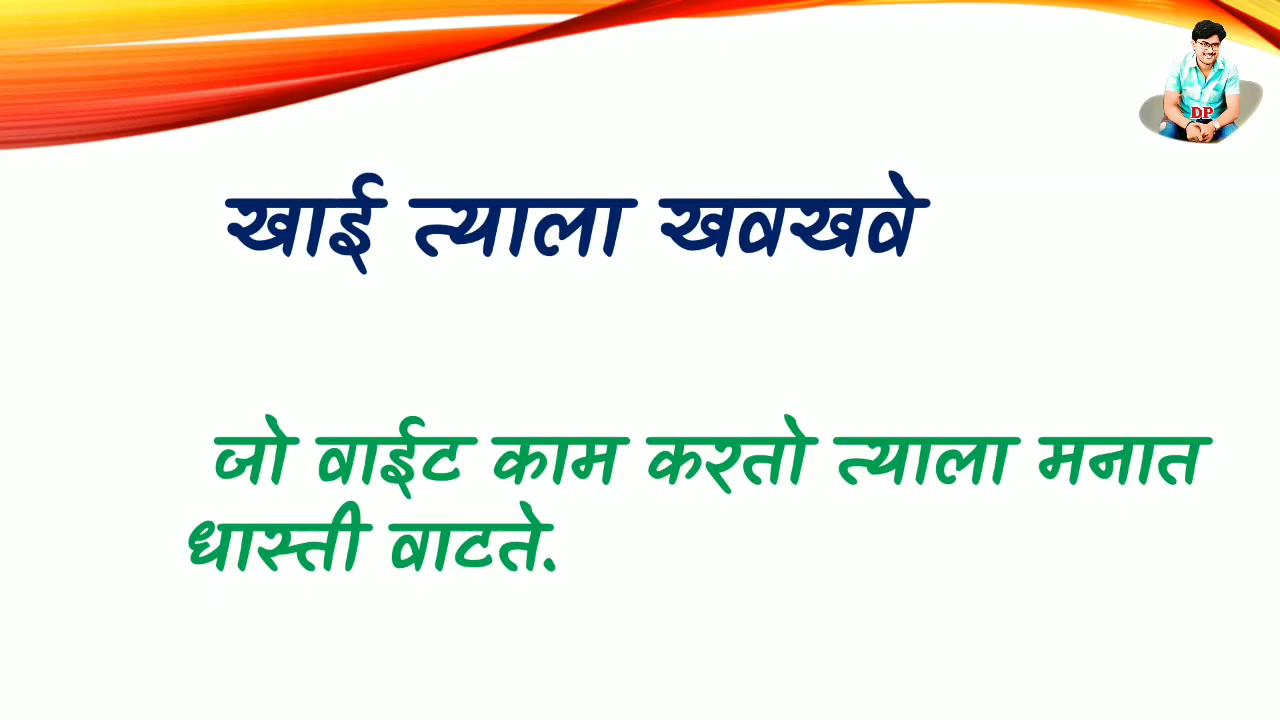 खाई त्याला खवखवे
जो वाईट काम करतो त्याला मनात
धास्ती वाटते.
DP